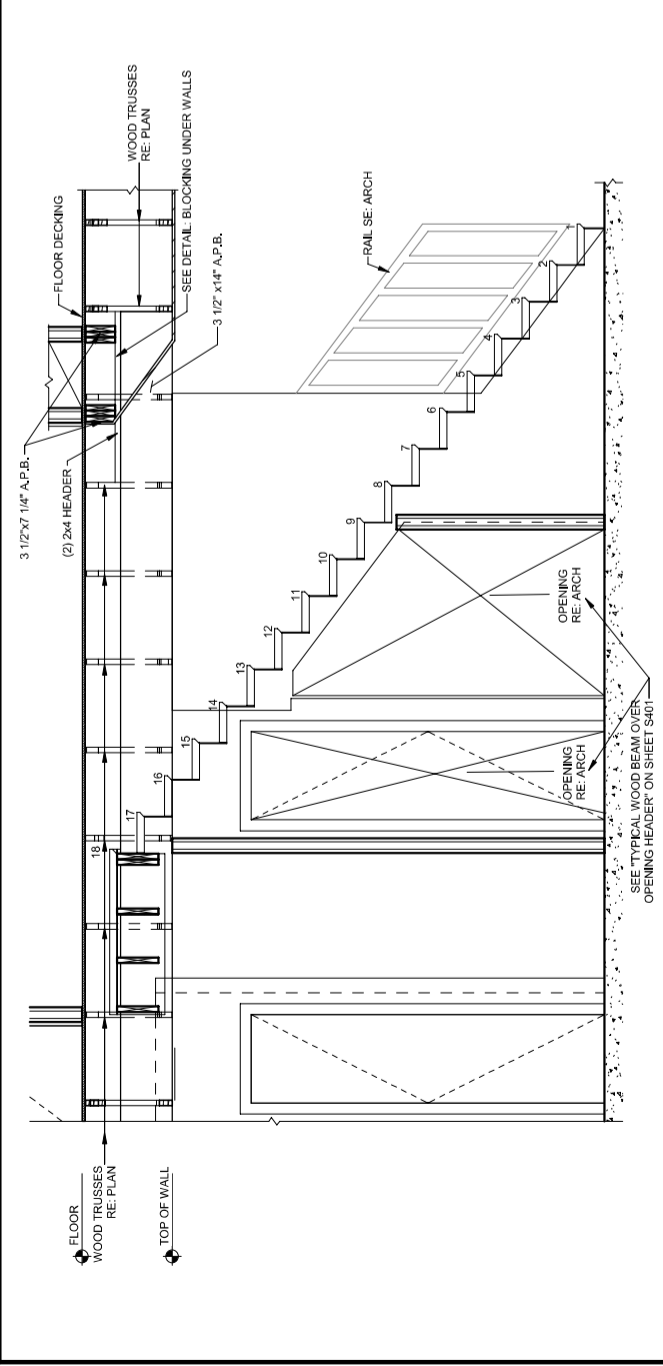 FLOOR
WOOD TRUSSES
RE: PLAN
TOP OF WALL
3 1/2"x7 1/4" A.P.B.
(2) 2x4 HEADER
FLOOR DECKING
WOOD TRUSSES
RE: PLAN
SEE DETAIL: BLOCKING UNDER WALLS
3 1/2" x14" A.P.B.
RAIL SE: ARCH
18
17
16
15
14
13
12
11
10
9
8
7
6
5
4
3
2
1
OPENING
RE: ARCH
OPENING
RE: ARCH
SEE "TYPICAL WOOD BEAM OVER
OPENING HEADER" ON SHEET S401